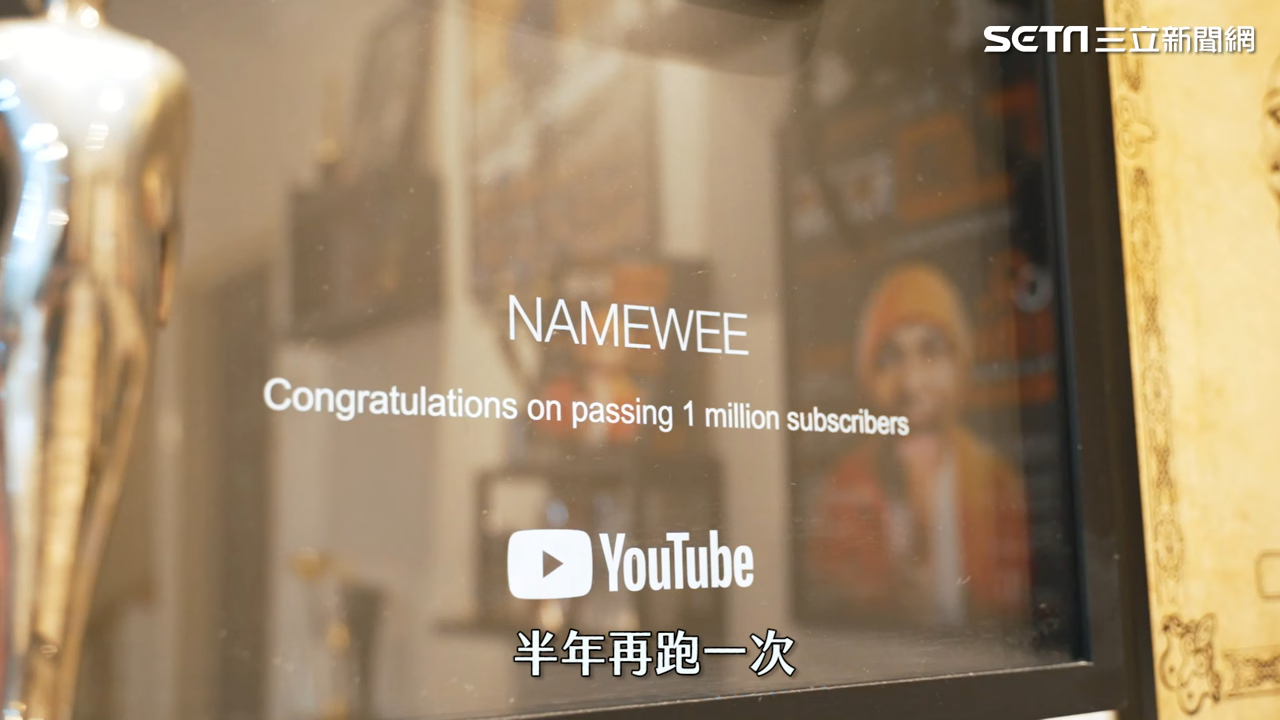 SETN三立新聞網
NAMEWEE
Congratulations on passing 1 million subscribers
YouTube
半年再跑一次